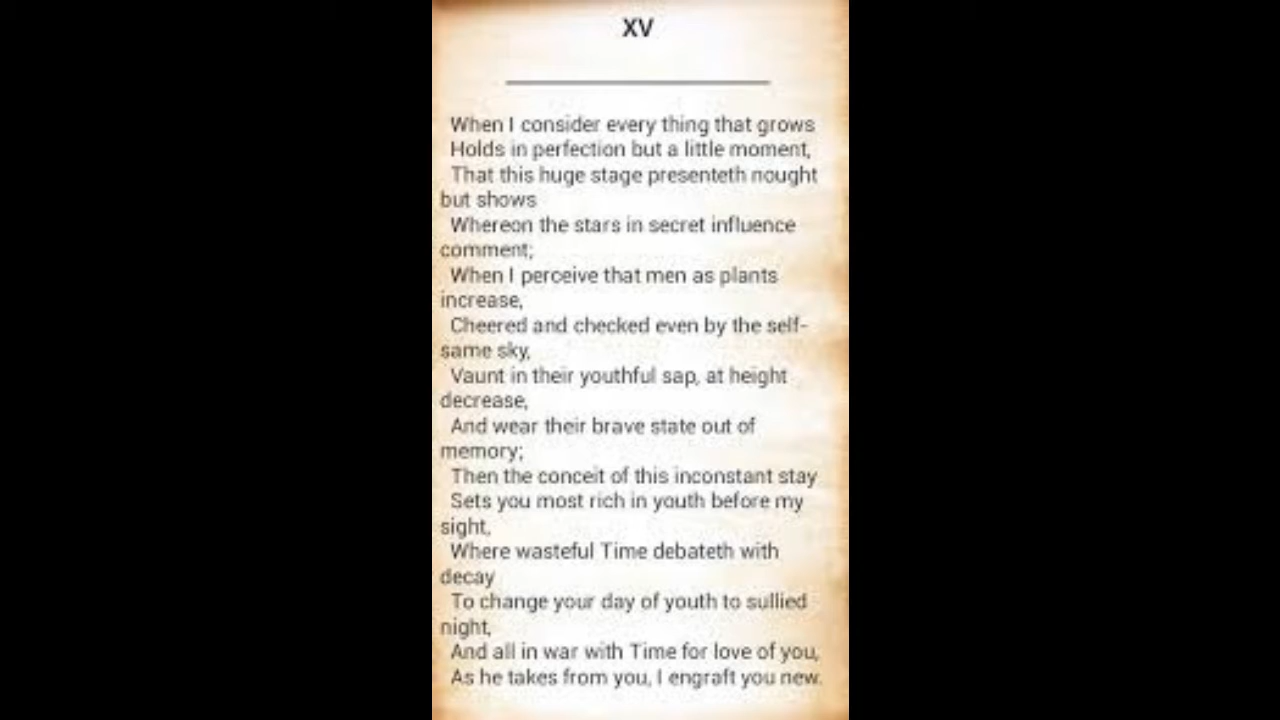 XV
When I consider every thing that grows
Holds in perfection but a little moment,
That this huge stage presenteth nought
but shows
Whereon the stars in secret influence
comment;
When I perceive that men as plants
increase,
Cheered and checked even by the self-
same sky,
Vaunt in their youthful sap, at height
decrease,
And wear their brave state out of
memory;
Then the conceit of this inconstant stay
Sets you most rich in youth before my
sight,
Where wasteful Time debateth with
decay
To change your day of youth to sullied
night,
And all in war with Time for love of you,
As he takes from you, I engraft you new.